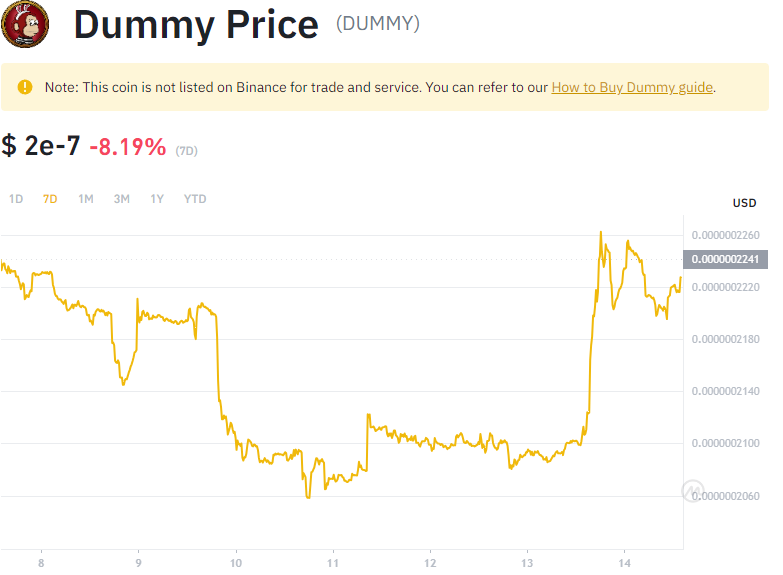 Dummy Price (DUMMY)
Note: This coin is not listed on Binance for trade and service. You can refer to our How to Buy Dummy guide.
$ 2e-7 -8.19% (7D)
1D 7D 1M 3M 1Y YTD
USD
0.0000002260
0.0000002241
0.0000002220
0.0000002180
0.0000002140
0.0000002100
0.0000002060
8 9 10 11 12 13 14